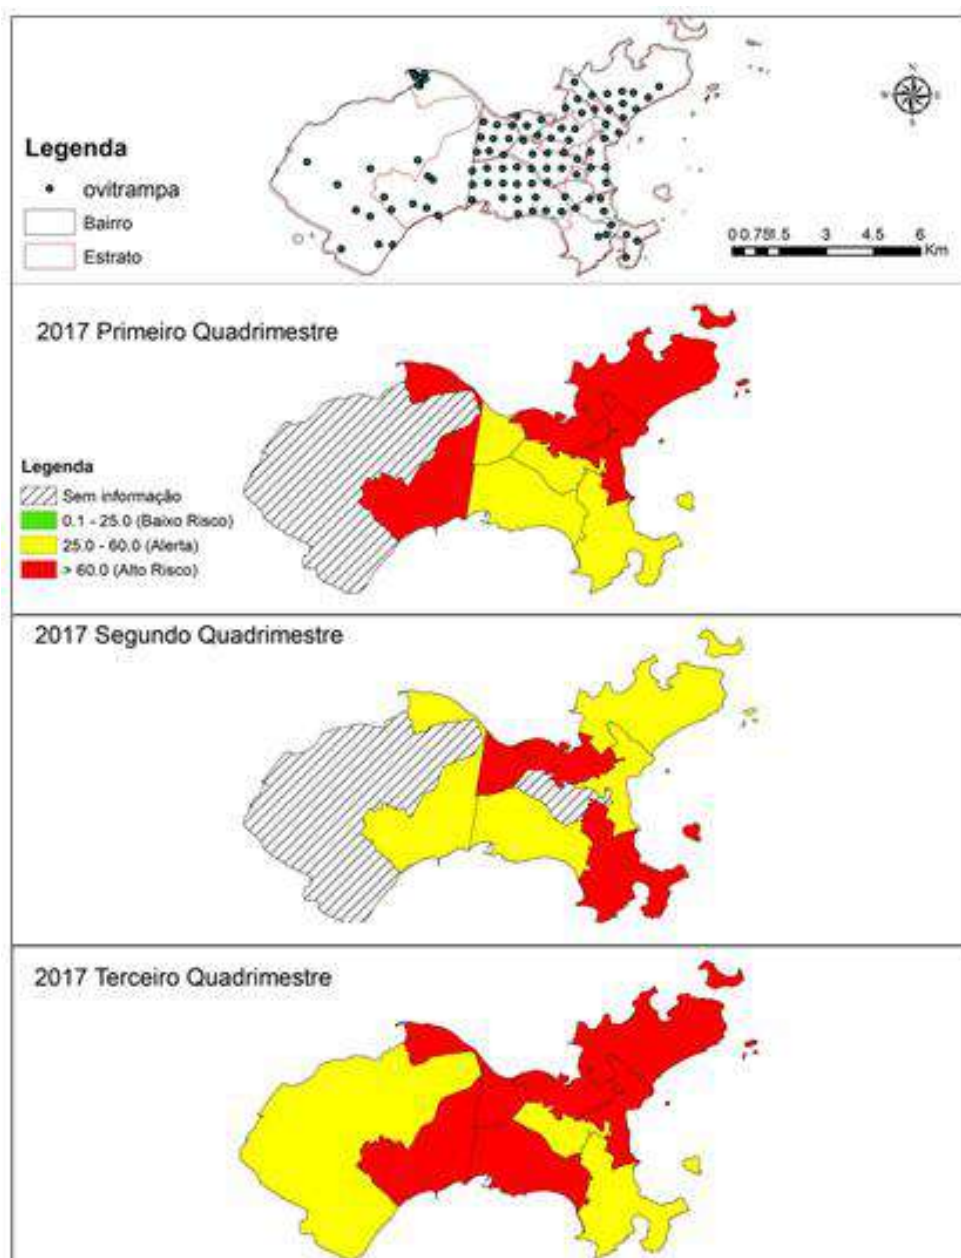 N
W
E
S
Legenda
ovitrampa
Bairro
Estrato
0 0.75 1.5 3 4.5 6
Km
2017 Primeiro Quadrimestre
Legenda
Sem informação
0.1 - 25.0 (Baixo Risco)
25.0 - 60.0 (Alerta)
> 60.0 (Alto Risco)
2017 Segundo Quadrimestre
2017 Terceiro Quadrimestre